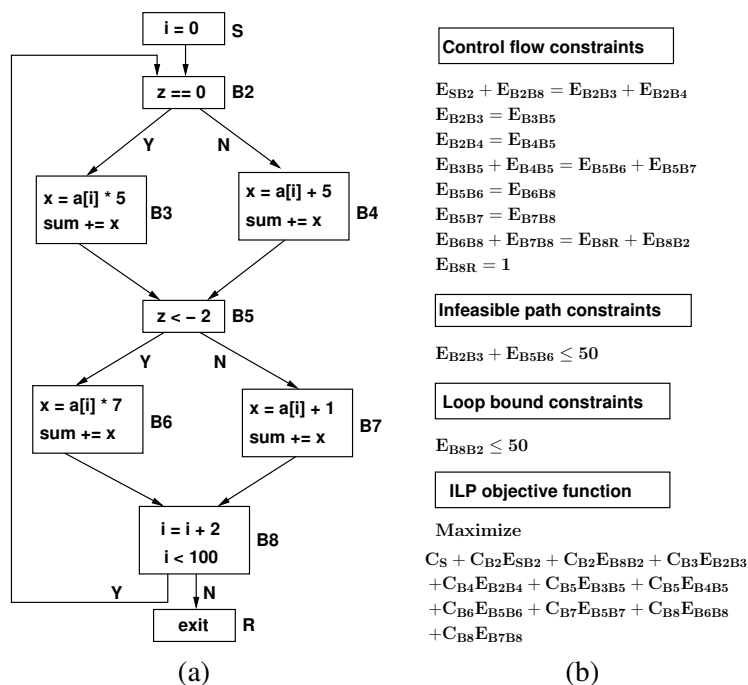 i = 0
S
z == 0
B2
Y
N
x = a[i] * 5
sum += x
B3
x = a[i] + 5
sum += x
B4
z < – 2
B5
Y
N
x = a[i] * 7
sum += x
B6
x = a[i] + 1
sum += x
B7
i = i + 2
i < 100
B8
Y
N
exit
R
(a)
Control flow constraints
E_SB2 + E_B2B8 = E_B2B3 + E_B2B4
E_B2B3 = E_B3B5
E_B2B4 = E_B4B5
E_B3B5 + E_B4B5 = E_B5B6 + E_B5B7
E_B5B6 = E_B6B8
E_B5B7 = E_B7B8
E_B6B8 + E_B7B8 = E_B8R + E_B8B2
E_B8R = 1
Infeasible path constraints
E_B2B3 + E_B5B6 ≤ 50
Loop bound constraints
E_B8B2 ≤ 50
ILP objective function
Maximize
C_S + C_B2E_SB2 + C_B2E_B8B2 + C_B3E_B2B3
+C_B4E_B2B4 + C_B5E_B3B5 + C_B5E_B4B5
+C_B6E_B5B6 + C_B7E_B5B7 + C_B8E_B6B8
+C_B8E_B7B8
(b)